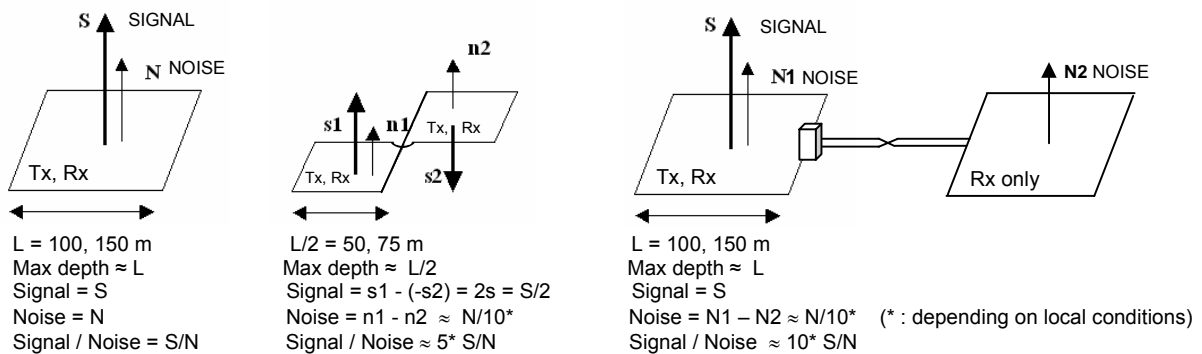 S SIGNAL
N NOISE
Tx, Rx
L = 100, 150 m
Max depth ≈ L
Signal = S
Noise = N
Signal / Noise = S/N
n2
s1
n1
Tx, Rx
Tx, Rx
s2
L/2 = 50, 75 m
Max depth ≈ L/2
Signal = s1 - (-s2) = 2s = S/2
Noise = n1 - n2 ≈ N/10*
Signal / Noise ≈ 5* S/N
S SIGNAL
N1 NOISE
N2 NOISE
Tx, Rx
Rx only
L = 100, 150 m
Max depth ≈ L
Signal = S
Noise = N1 – N2 ≈ N/10* (* : depending on local conditions)
Signal / Noise ≈ 10* S/N